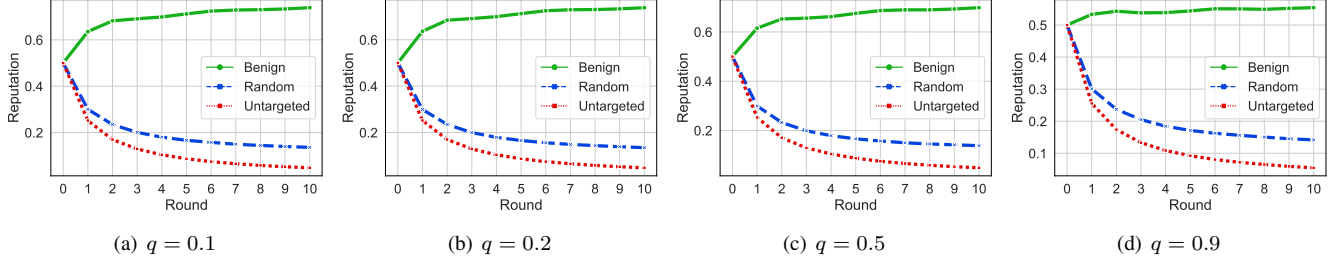 Reputation
0.6
0.4
0.2
Benign
Random
Untargeted
0 1 2 3 4 5 6 7 8 9 10
Round
(a) q = 0.1
Reputation
0.6
0.4
0.2
Benign
Random
Untargeted
0 1 2 3 4 5 6 7 8 9 10
Round
(b) q = 0.2
Reputation
0.6
0.4
0.2
Benign
Random
Untargeted
0 1 2 3 4 5 6 7 8 9 10
Round
(c) q = 0.5
Reputation
0.5
0.4
0.3
0.2
0.1
Benign
Random
Untargeted
0 1 2 3 4 5 6 7 8 9 10
Round
(d) q = 0.9